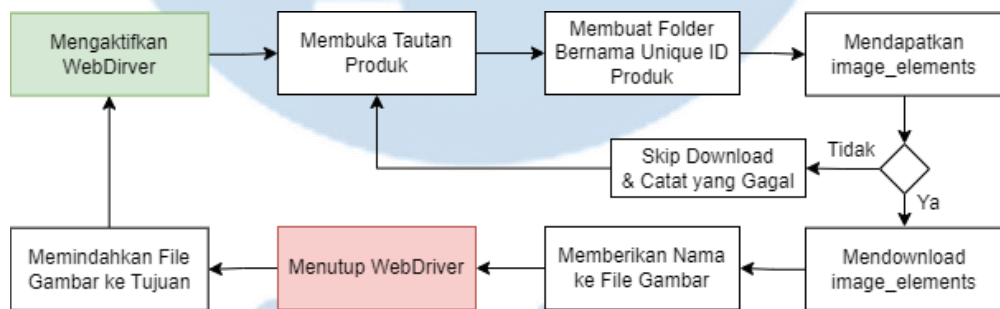 Mengaktifkan
WebDirver
Membuka Tautan
Produk
Membuat Folder
Bernama Unique ID
Produk
Mendapatkan
image_elements
Tidak
Skip Download
& Catat yang Gagal
Ya
Mendownload
image_elements
Memberikan Nama
ke File Gambar
Menutup WebDriver
Memindahkan File
Gambar ke Tujuan